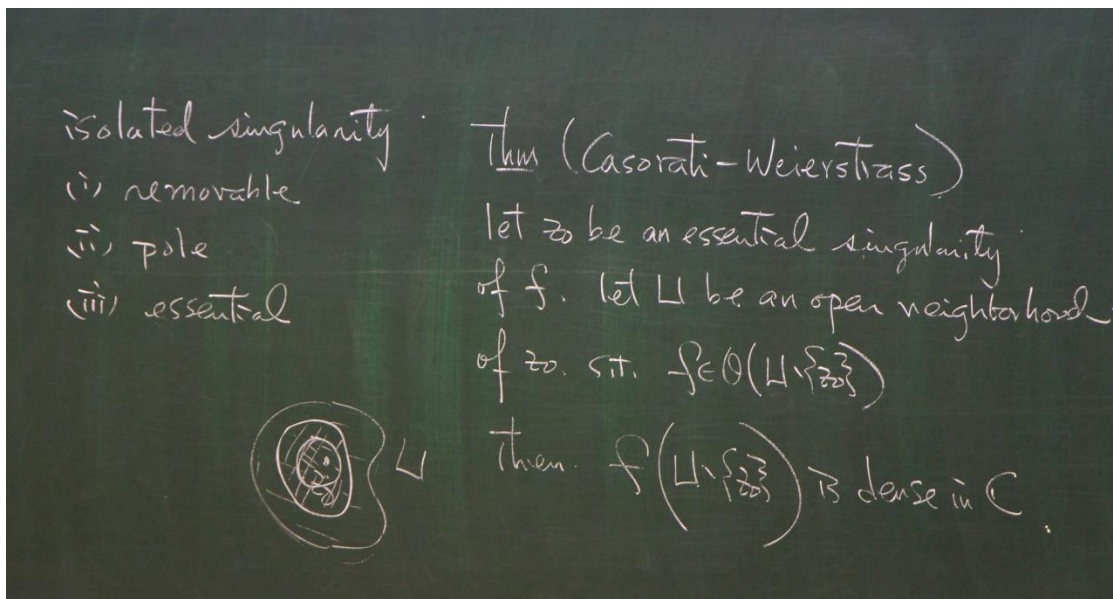 isolated singularity
(i) removable
(ii) pole
(iii) essential
Thm (Casorati-Weierstrass)
let z₀ be an essential singularity
of f. let U be an open neighborhood
of z₀. s.t. f∈O(U∖{z₀})
Then. f(U∖{z₀}) is dense in C.
z₀
U